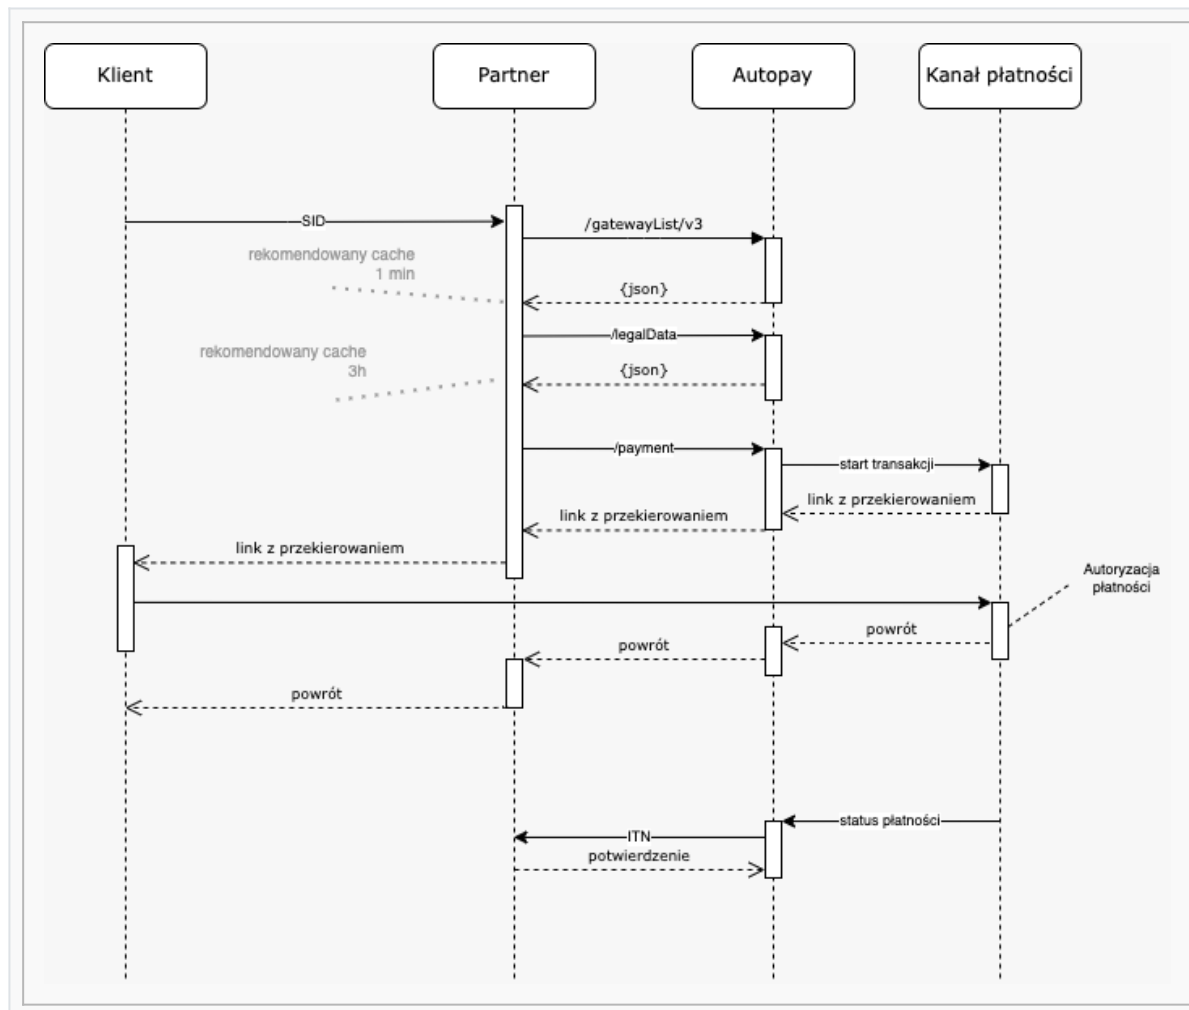 Klient
Partner
Autopay
Kanał płatności
SID
/gatewayList/v3
rekomendowany cache
1 min
{json}
/legalData
rekomendowany cache
3h
{json}
/payment
start transakcji
link z przekierowaniem
link z przekierowaniem
link z przekierowaniem
Autoryzacja
płatności
powrót
powrót
powrót
status płatności
ITN
potwierdzenie